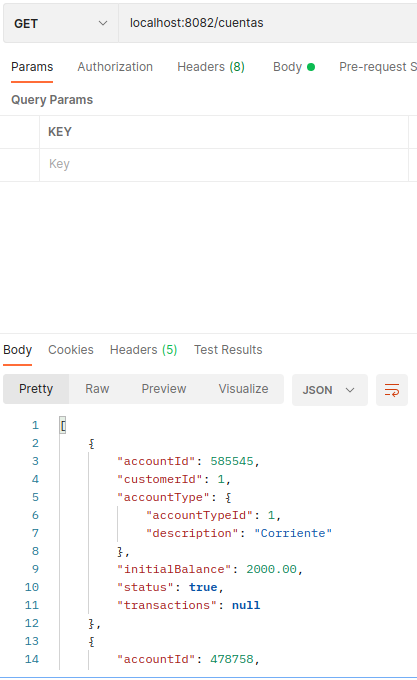 GET localhost:8082/cuentas
Params Authorization Headers (8) Body Pre-request S
Query Params
KEY
Key
Body Cookies Headers (5) Test Results
Pretty Raw Preview Visualize JSON
1 [
2 {
3 "accountId": 585545,
4 "customerId": 1,
5 "accountType": {
6 "accountTypeId": 1,
7 "description": "Corriente"
8 },
9 "initialBalance": 2000.00,
10 "status": true,
11 "transactions": null
12 },
13 {
14 "accountId": 478758,